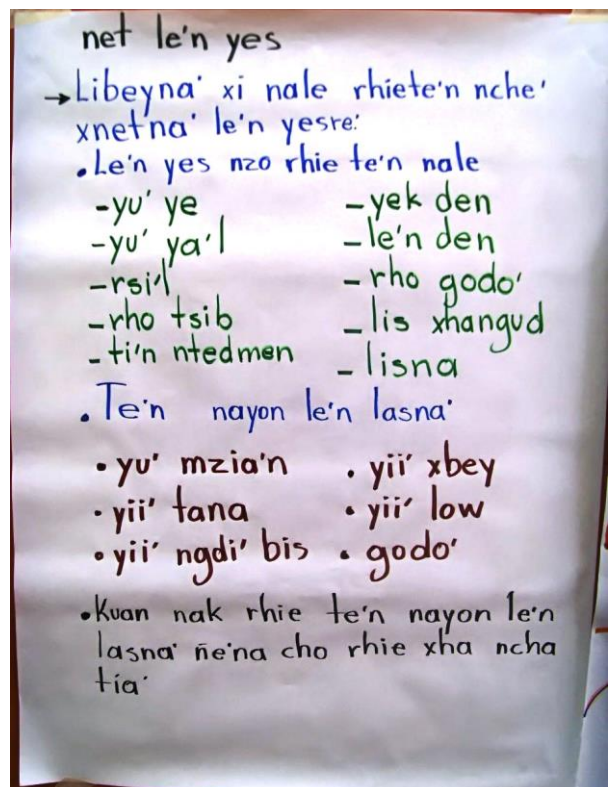 net le'n yes
→Libeyna' xi nale rhiete'n nche'
xnetna' le'n yesre:
•Le'n yes nzo rhie te'n nale
-yu' ye
-yu' ya'l
-rsi'l
-rho tsib
-ti'n ntedmen
-yek den
-le'n den
-rho godo'
-lis xhangud
-lisna
•Te'n nayon le'n lasna'
•yu' mzia'n
•yii' tana
•yii' ngdi' bis
•yii' xbey
•yii' low
•godo'
•Kuan nak rhie te'n nayon le'n
lasna' ñe'na cho rhie xha ncha
tia'